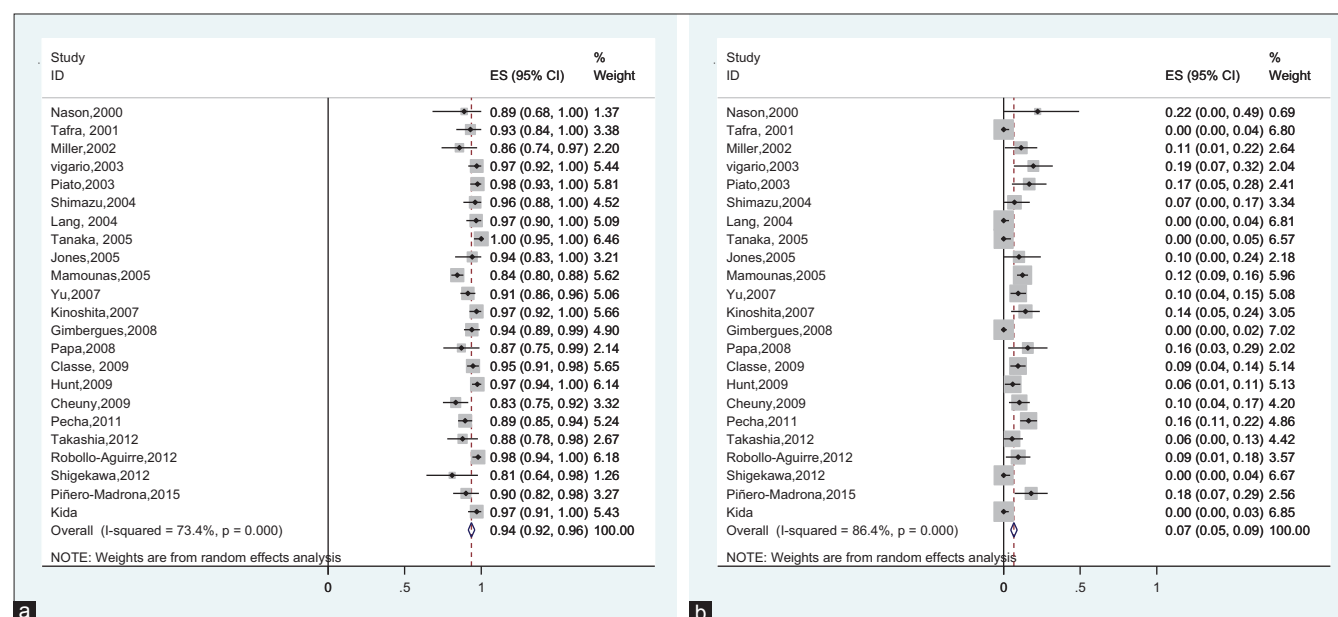 Study %
ID ES (95% CI) Weight
Nason,2000 0.89 (0.68, 1.00) 1.37
Tafra, 2001 0.93 (0.84, 1.00) 3.38
Miller,2002 0.86 (0.74, 0.97) 2.20
vigario,2003 0.97 (0.92, 1.00) 5.44
Piato,2003 0.98 (0.93, 1.00) 5.81
Shimazu,2004 0.96 (0.88, 1.00) 4.52
Lang, 2004 0.97 (0.90, 1.00) 5.09
Tanaka, 2005 1.00 (0.95, 1.00) 6.46
Jones,2005 0.94 (0.83, 1.00) 3.21
Mamounas,2005 0.84 (0.80, 0.88) 5.62
Yu,2007 0.91 (0.86, 0.96) 5.06
Kinoshita,2007 0.97 (0.92, 1.00) 5.66
Gimbergues,2008 0.94 (0.89, 0.99) 4.90
Papa,2008 0.87 (0.75, 0.99) 2.14
Classe, 2009 0.95 (0.91, 0.98) 5.65
Hunt,2009 0.97 (0.94, 1.00) 6.14
Cheuny,2009 0.83 (0.75, 0.92) 3.32
Pecha,2011 0.89 (0.85, 0.94) 5.24
Takashia,2012 0.88 (0.78, 0.98) 2.67
Robollo-Aguirre,2012 0.98 (0.94, 1.00) 6.18
Shigekawa,2012 0.81 (0.64, 0.98) 1.26
Piñero-Madrona,2015 0.90 (0.82, 0.98) 3.27
Kida 0.97 (0.91, 1.00) 5.43
Overall (I-squared = 73.4%, p = 0.000) 0.94 (0.92, 0.96) 100.00
NOTE: Weights are from random effects analysis
0 .5 1
a
Study %
ID ES (95% CI) Weight
Nason,2000 0.22 (0.00, 0.49) 0.69
Tafra, 2001 0.00 (0.00, 0.04) 6.80
Miller,2002 0.11 (0.01, 0.22) 2.64
vigario,2003 0.19 (0.07, 0.32) 2.04
Piato,2003 0.17 (0.05, 0.28) 2.41
Shimazu,2004 0.07 (0.00, 0.17) 3.34
Lang, 2004 0.00 (0.00, 0.04) 6.81
Tanaka, 2005 0.00 (0.00, 0.05) 6.57
Jones,2005 0.10 (0.00, 0.24) 2.18
Mamounas,2005 0.12 (0.09, 0.16) 5.96
Yu,2007 0.10 (0.04, 0.15) 5.08
Kinoshita,2007 0.14 (0.05, 0.24) 3.05
Gimbergues,2008 0.00 (0.00, 0.02) 7.02
Papa,2008 0.16 (0.03, 0.29) 2.02
Classe, 2009 0.09 (0.04, 0.14) 5.14
Hunt,2009 0.06 (0.01, 0.11) 5.13
Cheuny,2009 0.10 (0.04, 0.17) 4.20
Pecha,2011 0.16 (0.11, 0.22) 4.86
Takashia,2012 0.06 (0.00, 0.13) 4.42
Robollo-Aguirre,2012 0.09 (0.01, 0.18) 3.57
Shigekawa,2012 0.00 (0.00, 0.04) 6.67
Piñero-Madrona,2015 0.18 (0.07, 0.29) 2.56
Kida 0.00 (0.00, 0.03) 6.85
Overall (I-squared = 86.4%, p = 0.000) 0.07 (0.05, 0.09) 100.00
NOTE: Weights are from random effects analysis
0 .5 1
b